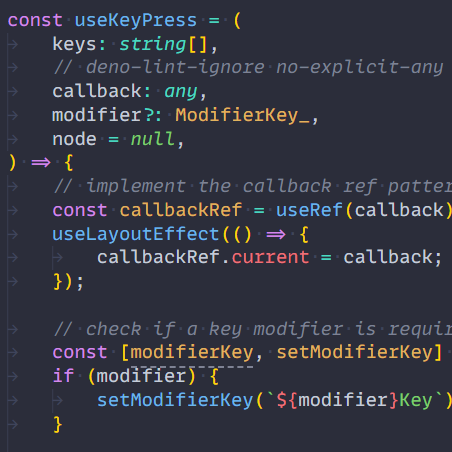 const useKeyPress = (
keys: string[],
// deno-lint-ignore no-explicit-any
callback: any,
modifier?: ModifierKey_,
node = null,
) => {
// implement the callback ref patter
const callbackRef = useRef(callback)
useLayoutEffect(() => {
callbackRef.current = callback;
});
// check if a key modifier is requir
const [modifierKey, setModifierKey]
if (modifier) {
setModifierKey(`${modifier}Key`)
}